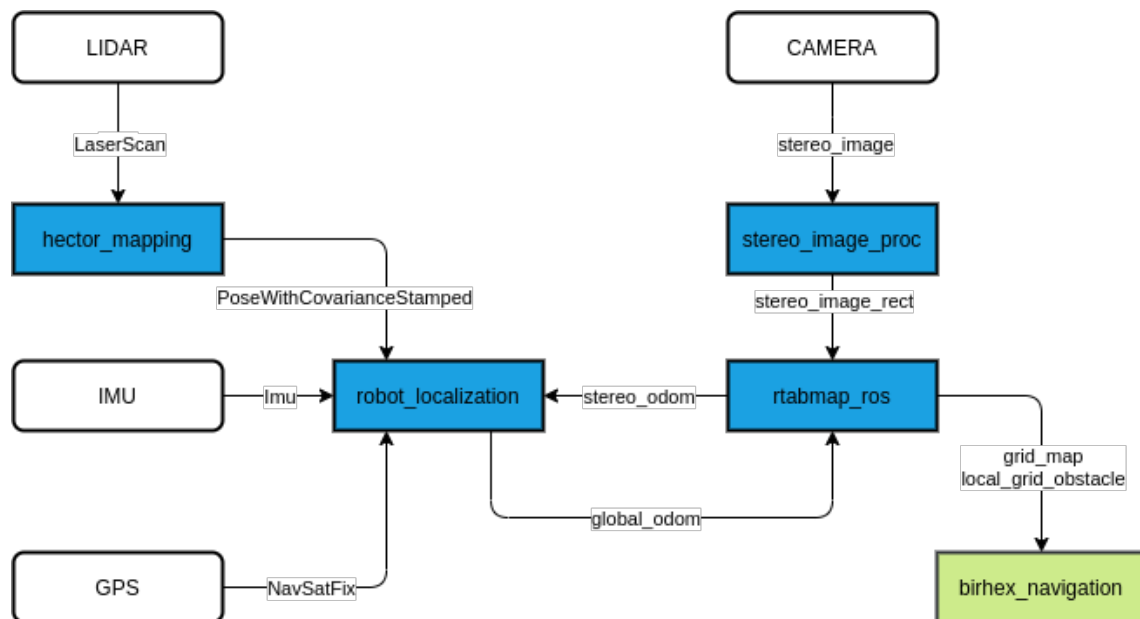 LIDAR
CAMERA
LaserScan
stereo_image
hector_mapping
stereo_image_proc
PoseWithCovarianceStamped
stereo_image_rect
IMU
Imu
robot_localization
stereo_odom
rtabmap_ros
grid_map
local_grid_obstacle
global_odom
GPS
NavSatFix
birhex_navigation